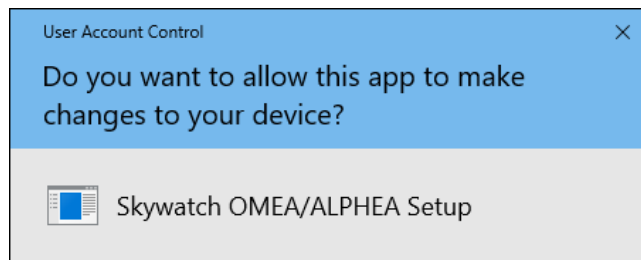 User Account Control
Do you want to allow this app to make
changes to your device?
Skywatch OMEA/ALPHEA Setup